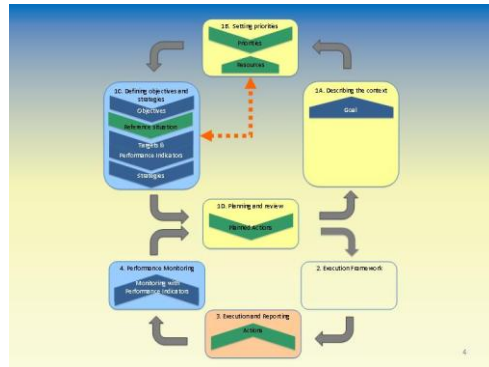 1B. Setting priorities
Priorities
Resources
1C. Defining objectives and
strategies
Objectives
Reference Situation
Targets &
Performance Indicators
Strategies
1A. Describing the context
Goal
1D. Planning and review
Planned Actions
4. Performance Monitoring
Monitoring with
Performance Indicators
2. Execution Framework
3. Execution and Reporting
Actions
6